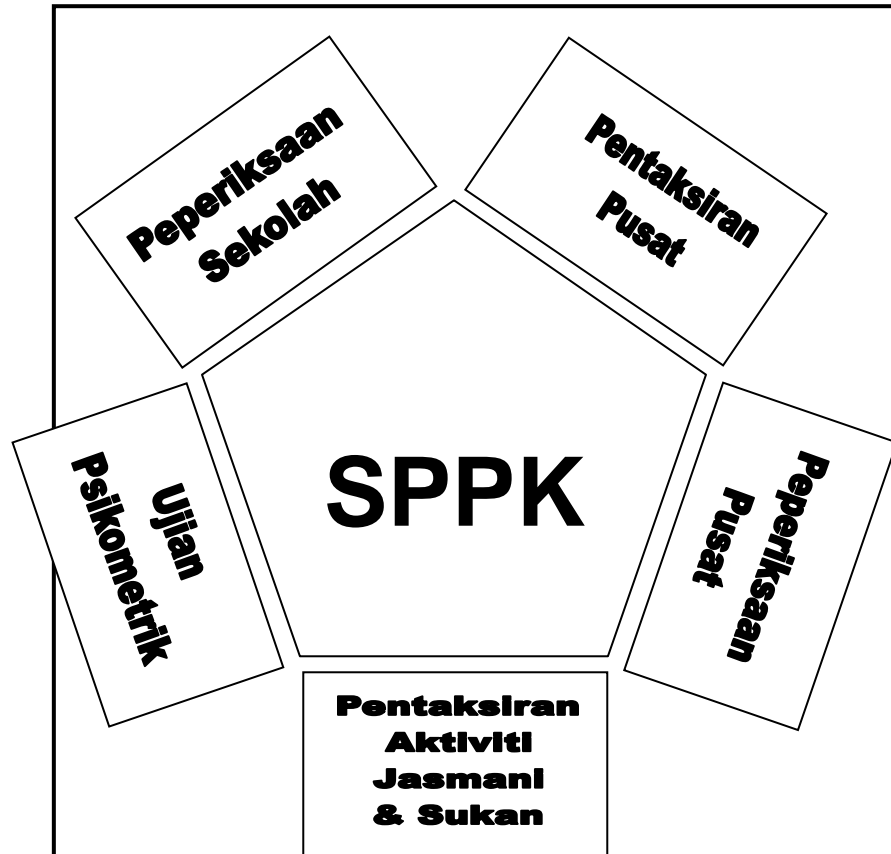 Peperiksaan
Sekolah
Pentaksiran
Pusat
Ujian
Psikometrik
SPPK
Peperiksaan
Pusat
Pentaksiran
Aktiviti
Jasmani
& Sukan